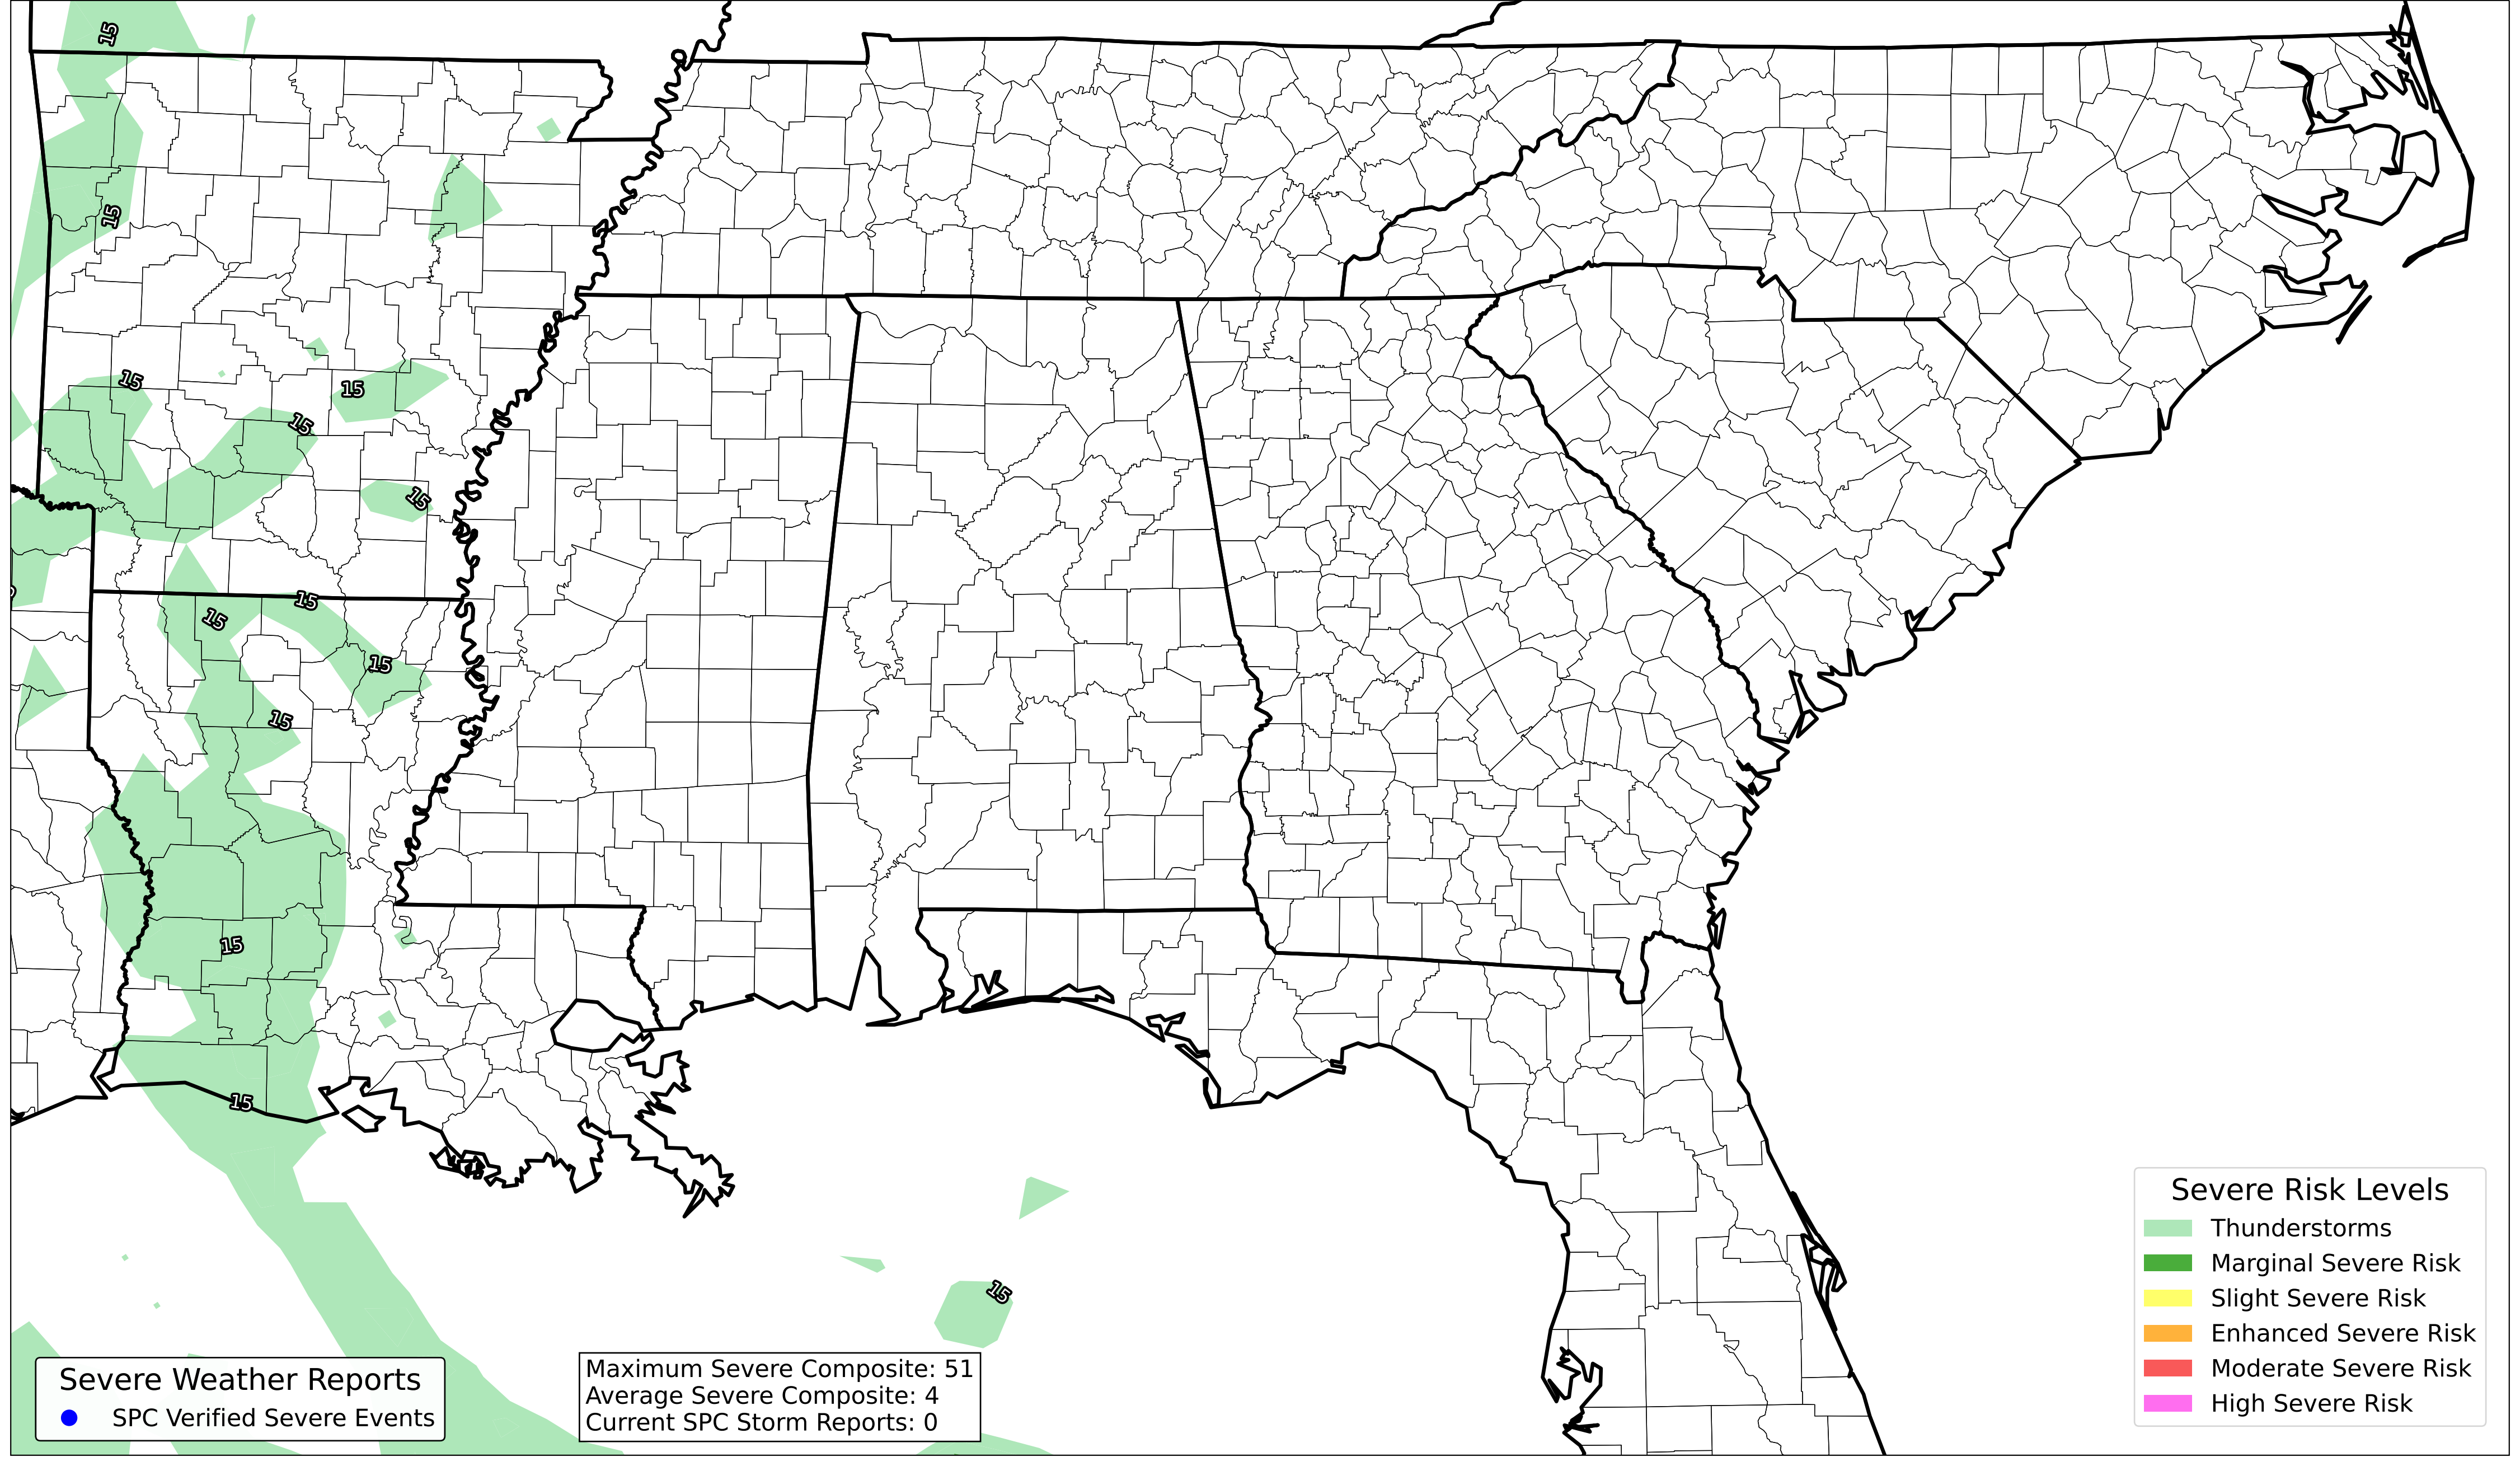 15
15
15
15
15
15
15
15
15
15
15
15
15
Severe Risk Levels
Thunderstorms
Marginal Severe Risk
Slight Severe Risk
Enhanced Severe Risk
Moderate Severe Risk
High Severe Risk
Severe Weather Reports
SPC Verified Severe Events
Maximum Severe Composite: 51
Average Severe Composite: 4
Current SPC Storm Reports: 0